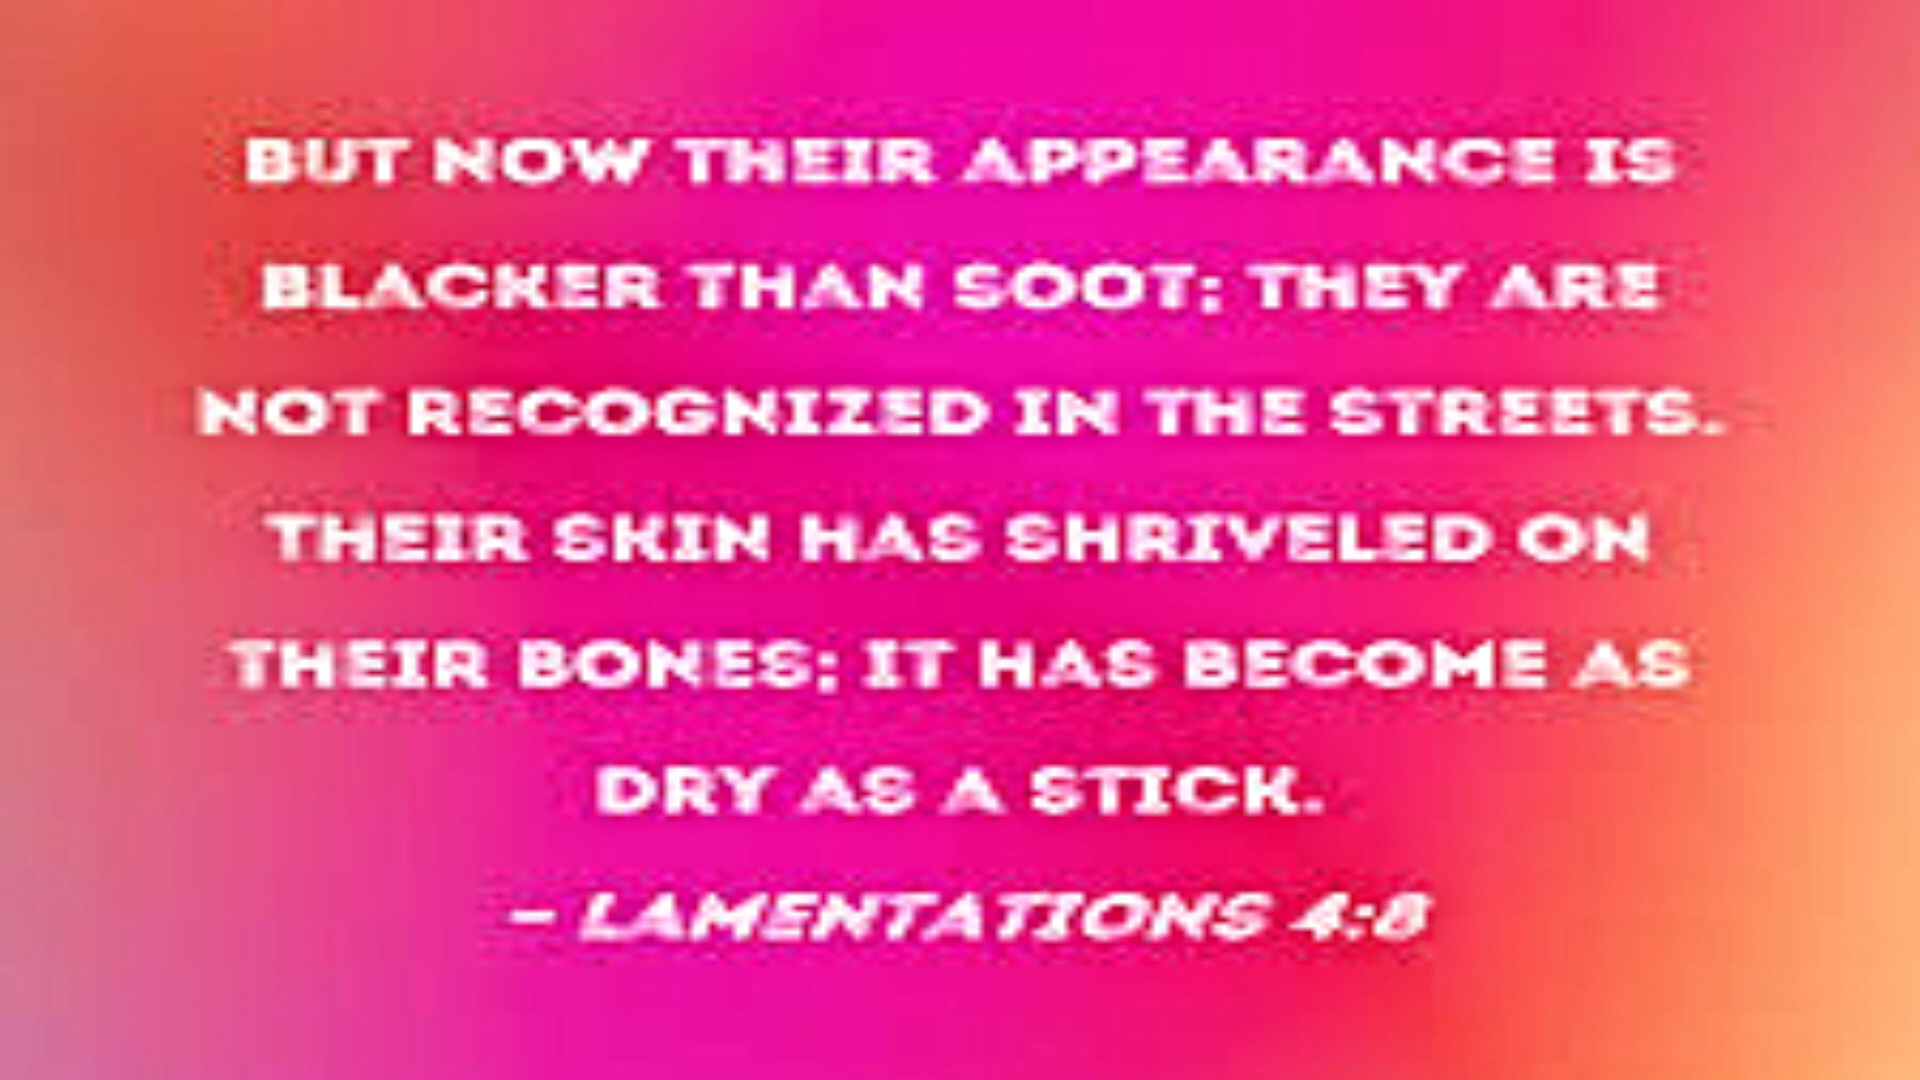 BUT NOW THEIR APPEARANCE IS
BLACKER THAN SOOT; THEY ARE
NOT RECOGNIZED IN THE STREETS.
THEIR SKIN HAS SHRIVELED ON
THEIR BONES; IT HAS BECOME AS
DRY AS A STICK.
– LAMENTATIONS 4:8